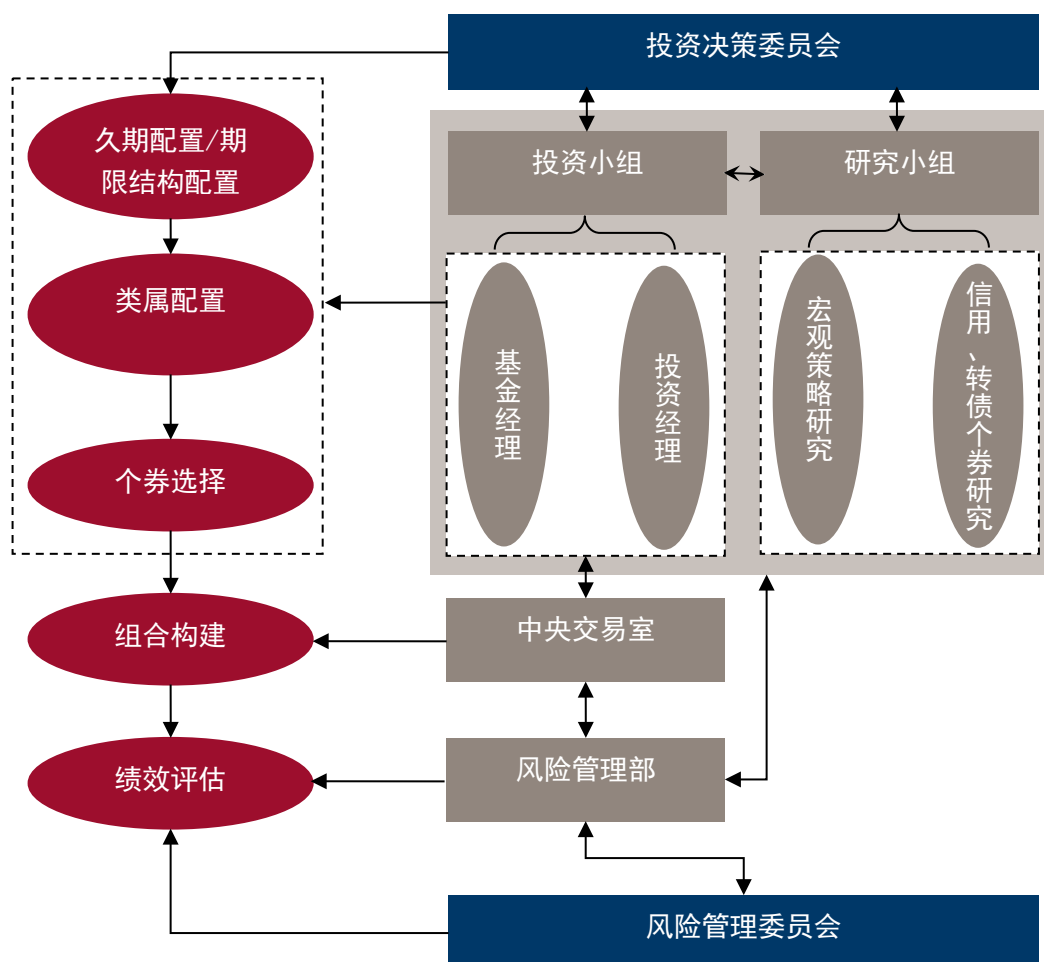 投资决策委员会
久期配置/期
限结构配置
投资小组
研究小组
类属配置
基金经理
投资经理
宏观策略研究
信用、转债个券研究
个券选择
组合构建
中央交易室
绩效评估
风险管理部
风险管理委员会